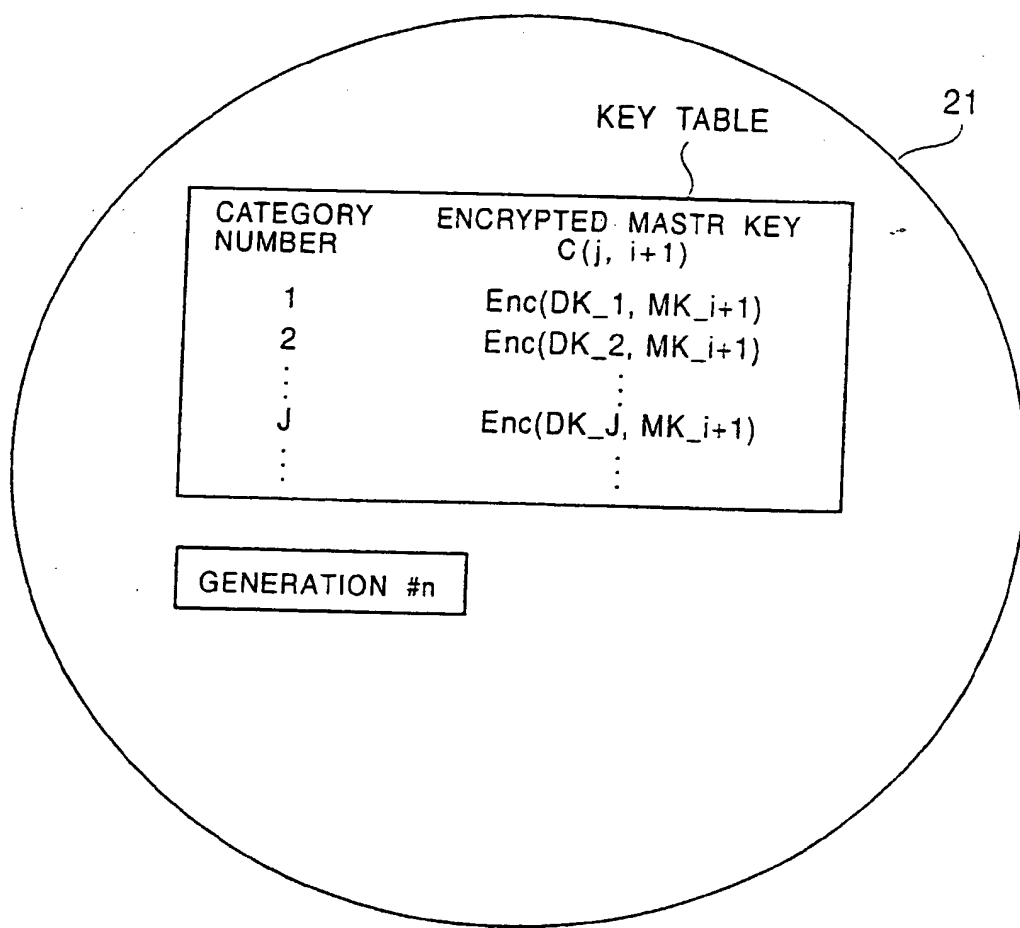 21
KEY TABLE
CATEGORY NUMBER ENCRYPTED MASTR KEY C(j, i+1)
1 Enc(DK_1, MK_i+1)
2 Enc(DK_2, MK_i+1)
J Enc(DK_J, MK_i+1)
GENERATION #n